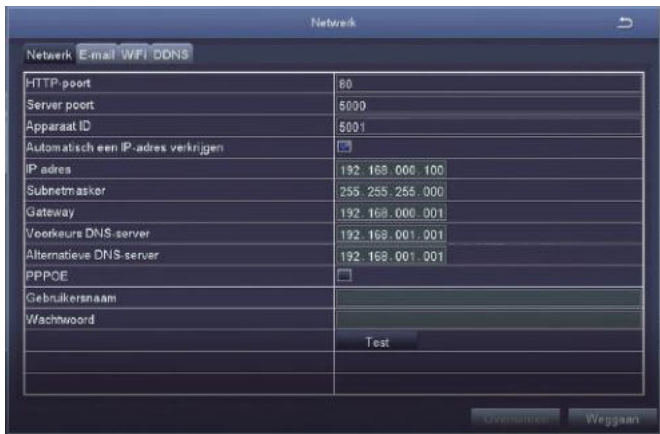 Netwerk
Netwerk E-mail WiFi DDNS
HTTP-poort 80
Server poort 5000
Apparaat ID 5001
Automatisch een IP-adres verkrijgen
IP adres 192.168.000.100
Subnetmasker 255.255.255.000
Gateway 192.168.000.001
Voorkeurs DNS-server 192.168.001.001
Alternatieve DNS-server 192.168.001.001
PPPOE
Gebruikersnaam
Wachtwoord
Test
Weggaan